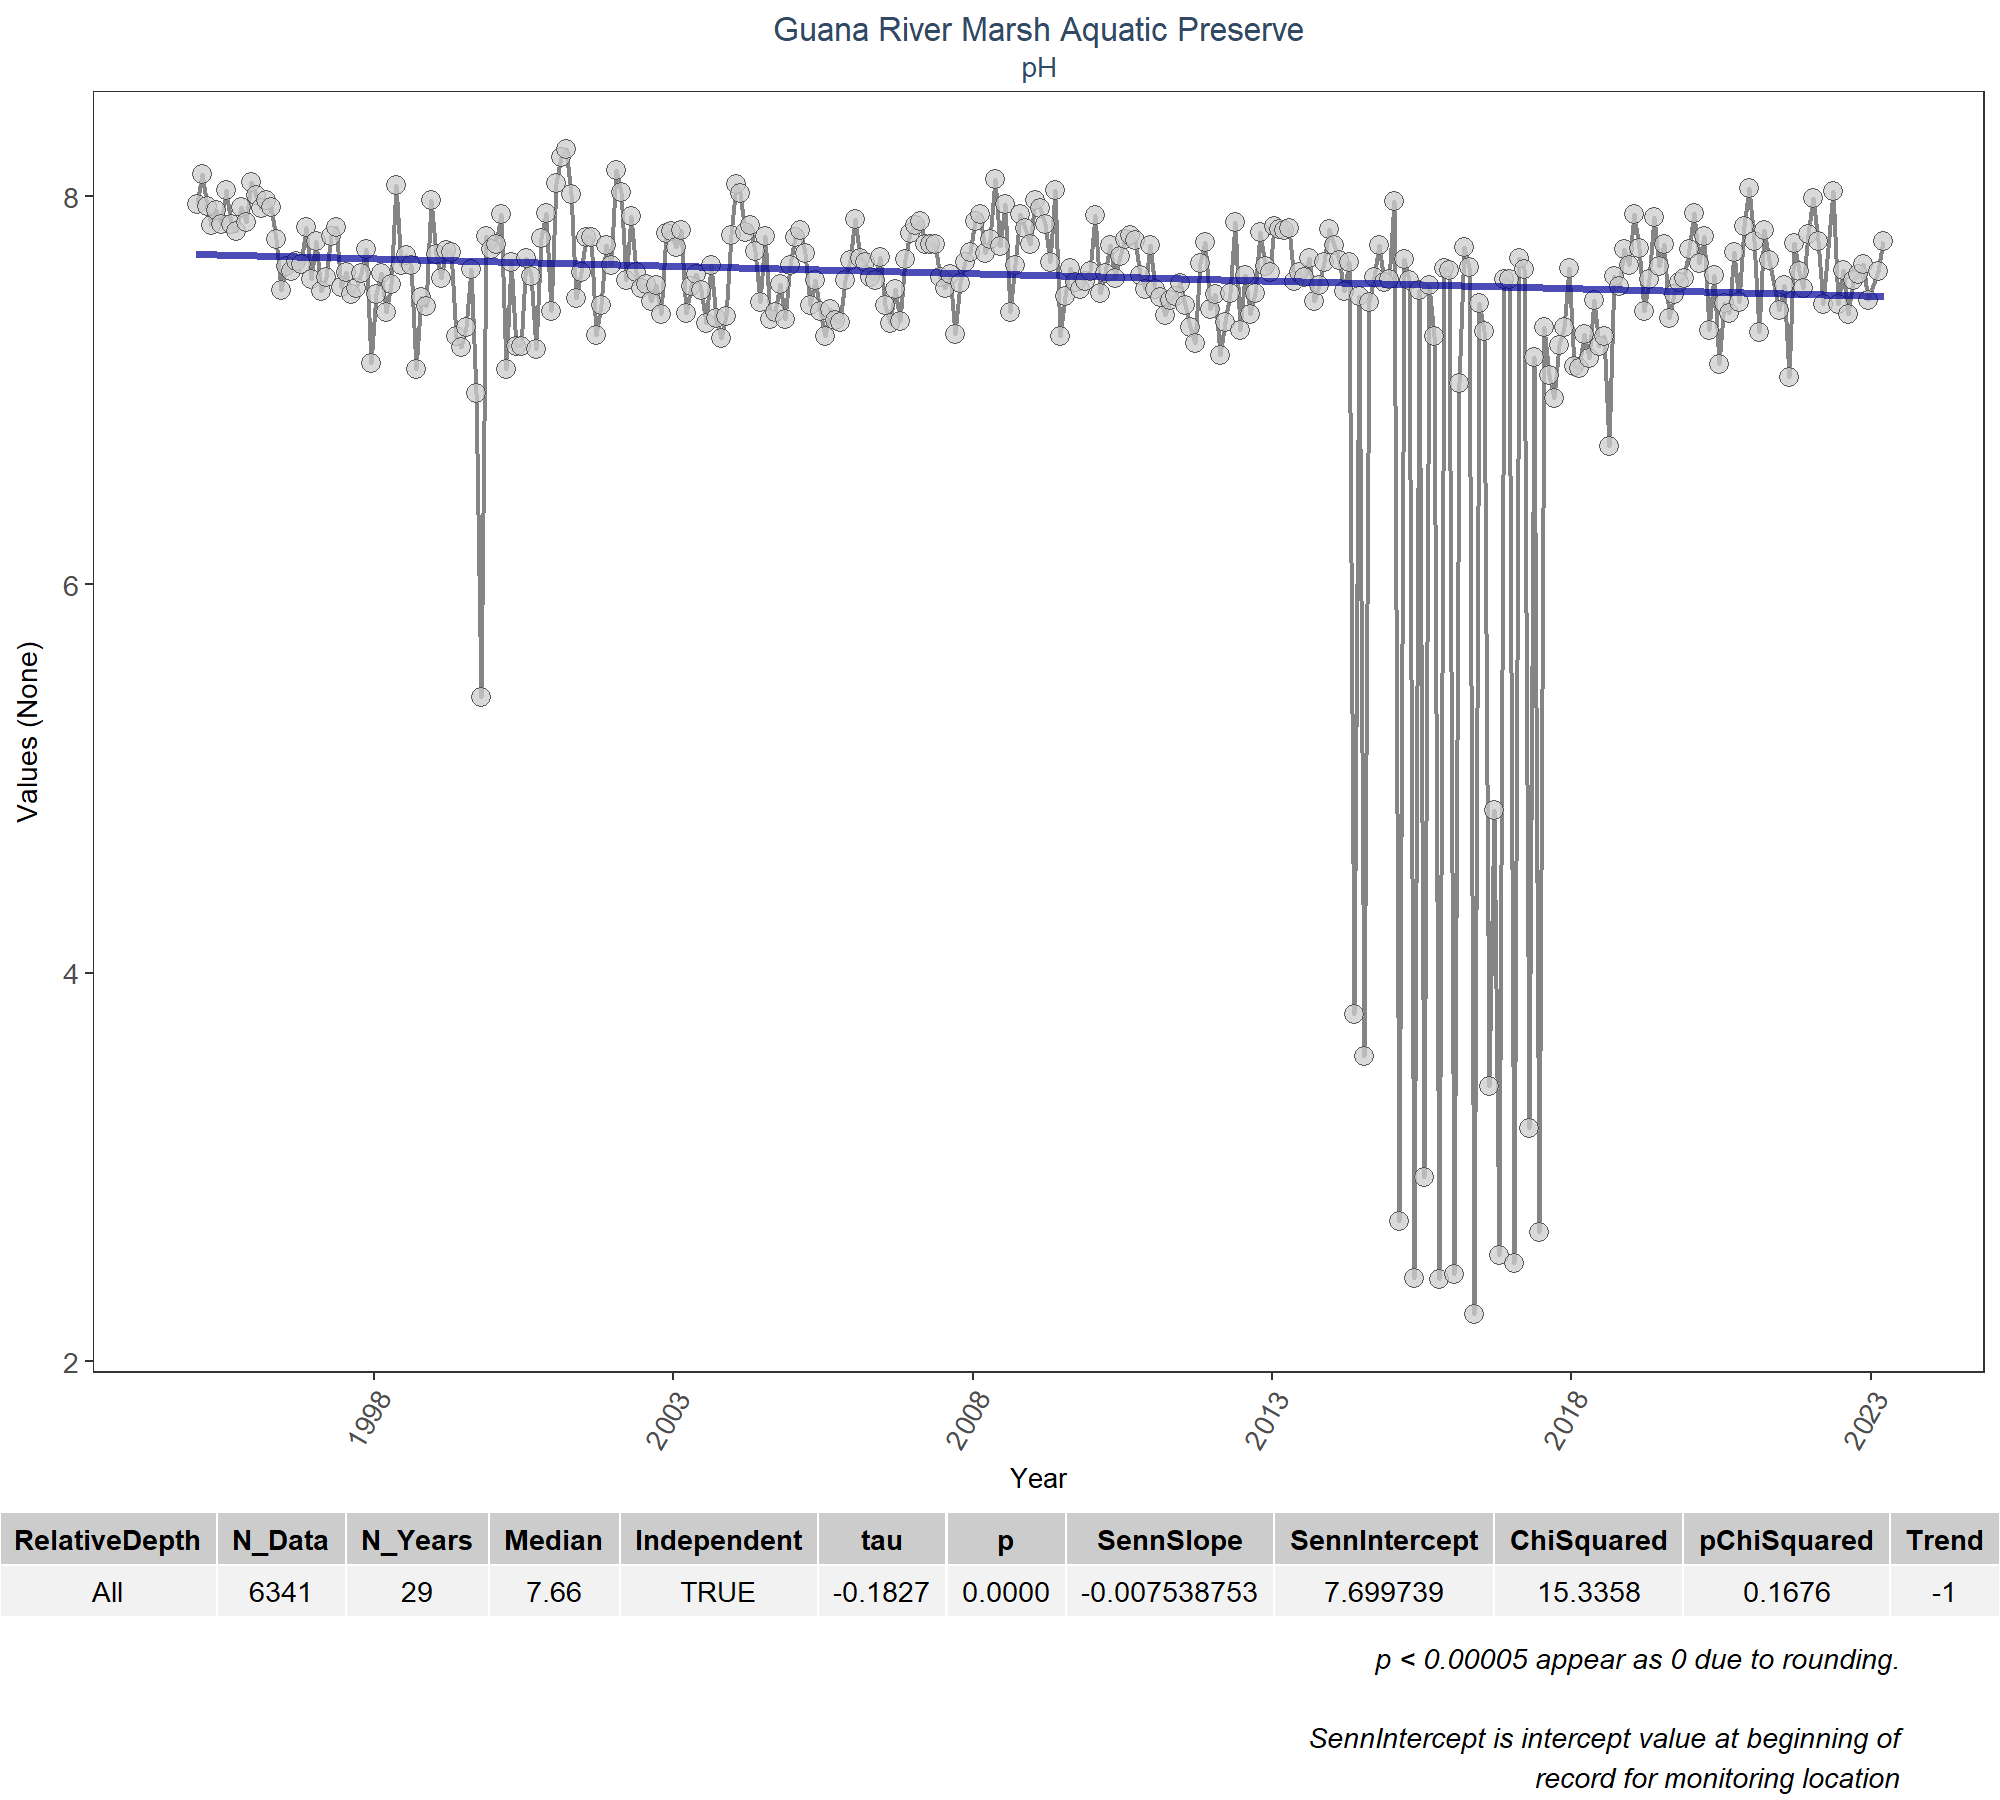 Guana River Marsh Aquatic Preserve
pH
8
6
4
2
Values (None)
1998 2003 2008 2013 2018 2023
Year
RelativeDepth N_Data N_Years Median Independent tau p SennSlope SennIntercept ChiSquared pChiSquared Trend
All 6341 29 7.66 TRUE -0.1827 0.0000 -0.007538753 7.699739 15.3358 0.1676 -1
p < 0.00005 appear as 0 due to rounding.
SennIntercept is intercept value at beginning of
record for monitoring location